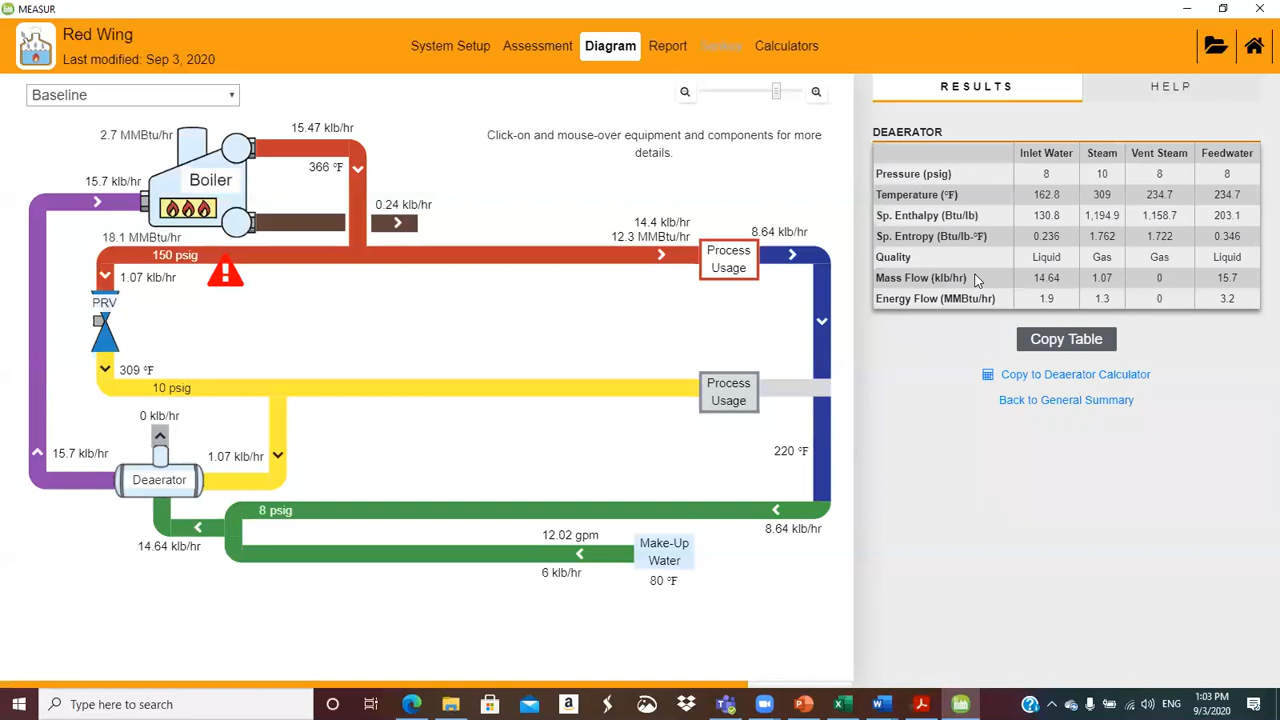 MEASUR
Red Wing
Last modified: Sep 3, 2020
System Setup
Assessment
Diagram
Report
Calculators
Baseline
RESULTS
HELP
Click-on and mouse-over equipment and components for more
details.
2.7 MMBtu/hr
15.47 klb/hr
366 °F
15.7 klb/hr
Boiler
0.24 klb/hr
18.1 MMBtu/hr
150 psig
1.07 klb/hr
14.4 klb/hr
12.3 MMBtu/hr
8.64 klb/hr
Process
Usage
PRV
309 °F
10 psig
Process
Usage
0 klb/hr
15.7 klb/hr
1.07 klb/hr
220 °F
Deaerator
8 psig
14.64 klb/hr
12.02 gpm
8.64 klb/hr
Make-Up
Water
6 klb/hr
80 °F
DEAERATOR
Inlet Water Steam Vent Steam Feedwater
Pressure (psig) 8 10 8 8
Temperature (°F) 162.8 309 234.7 234.7
Sp. Enthalpy (Btu/lb) 130.8 1,194.9 1,158.7 203.1
Sp. Entropy (Btu/lb-°F) 0.236 1.762 1.722 0.346
Quality Liquid Gas Gas Liquid
Mass Flow (klb/hr) 14.64 1.07 0 15.7
Energy Flow (MMBtu/hr) 1.9 1.3 0 3.2
Copy Table
Copy to Deaerator Calculator
Back to General Summary
Type here to search
1:03 PM
9/3/2020